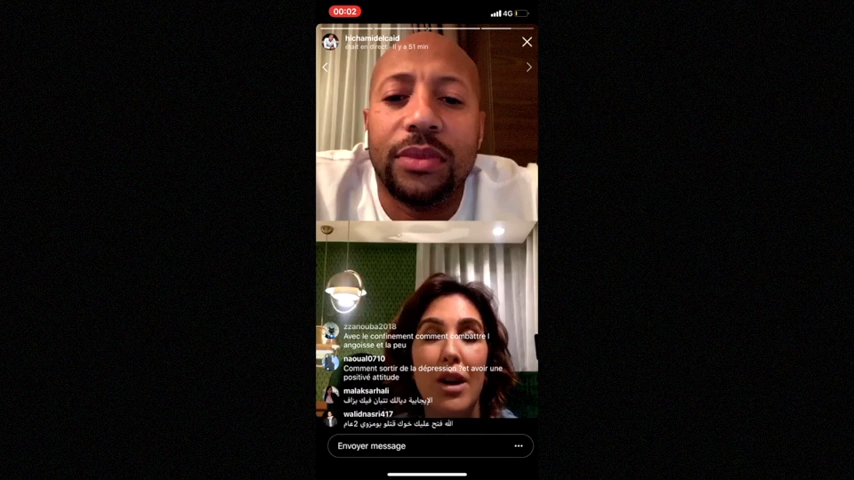 00:02
4G
hichamidelcaid
était en direct · Il y a 51 min
zzanouba2018
Avec le confinement comment combattre l
angoisse et la peu
naoual0710
Comment sortir de la dépression ?et avoir une
positivé attitude
malaksarhali
الإيجابية ديالك تتبان فيك بزاف
walidnasri417
الله فتح عليك خوك قتلو بومزوي 2عام
Envoyer message